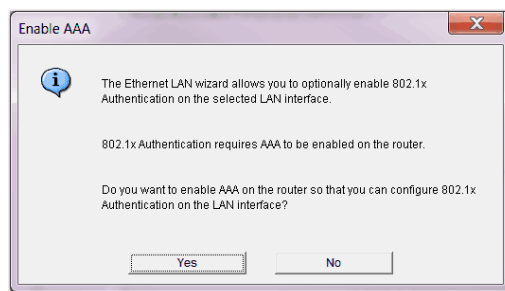 Enable AAA
The Ethernet LAN wizard allows you to optionally enable 802.1x
Authentication on the selected LAN interface.
802.1x Authentication requires AAA to be enabled on the router.
Do you want to enable AAA on the router so that you can configure 802.1x
Authentication on the LAN interface?
Yes
No